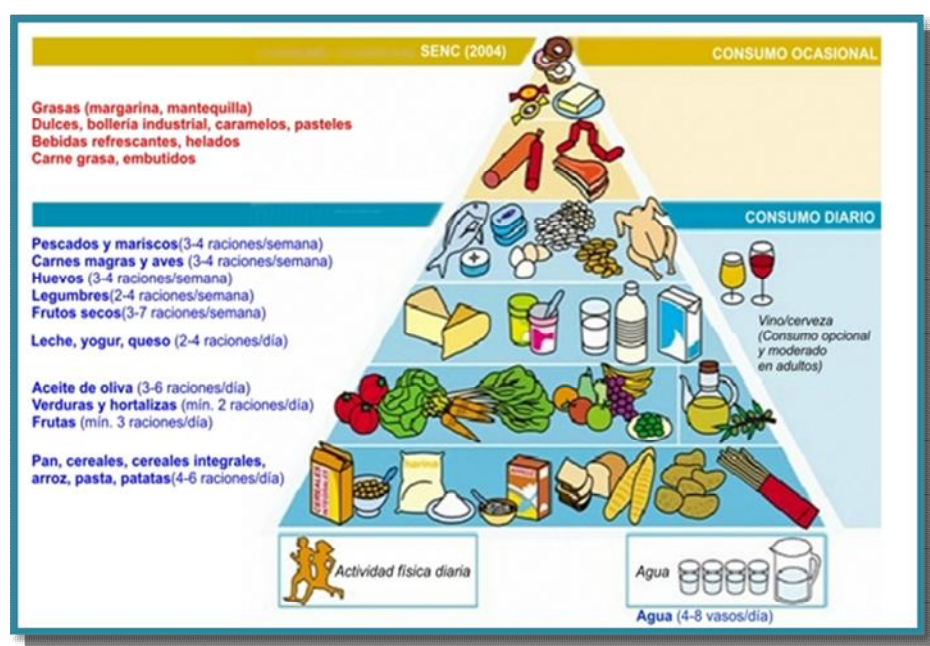 SENC (2004)
CONSUMO OCASIONAL
Grasas (margarina, mantequilla)
Dulces, bollería industrial, caramelos, pasteles
Bebidas refrescantes, helados
Carne grasa, embutidos
CONSUMO DIARIO
Pescados y mariscos(3-4 raciones/semana)
Carnes magras y aves (3-4 raciones/semana)
Huevos (3-4 raciones/semana)
Legumbres(2-4 raciones/semana)
Frutos secos(3-7 raciones/semana)
Vino/cerveza
(Consumo opcional
y moderado
en adultos)
Leche, yogur, queso (2-4 raciones/día)
Aceite de oliva (3-6 raciones/día)
Verduras y hortalizas (mín. 2 raciones/día)
Frutas (mín. 3 raciones/día)
Pan, cereales, cereales integrales,
arroz, pasta, patatas(4-6 raciones/día)
CEREALES
INTEGRALES
harina
Actividad física diaria
Agua
Agua (4-8 vasos/día)